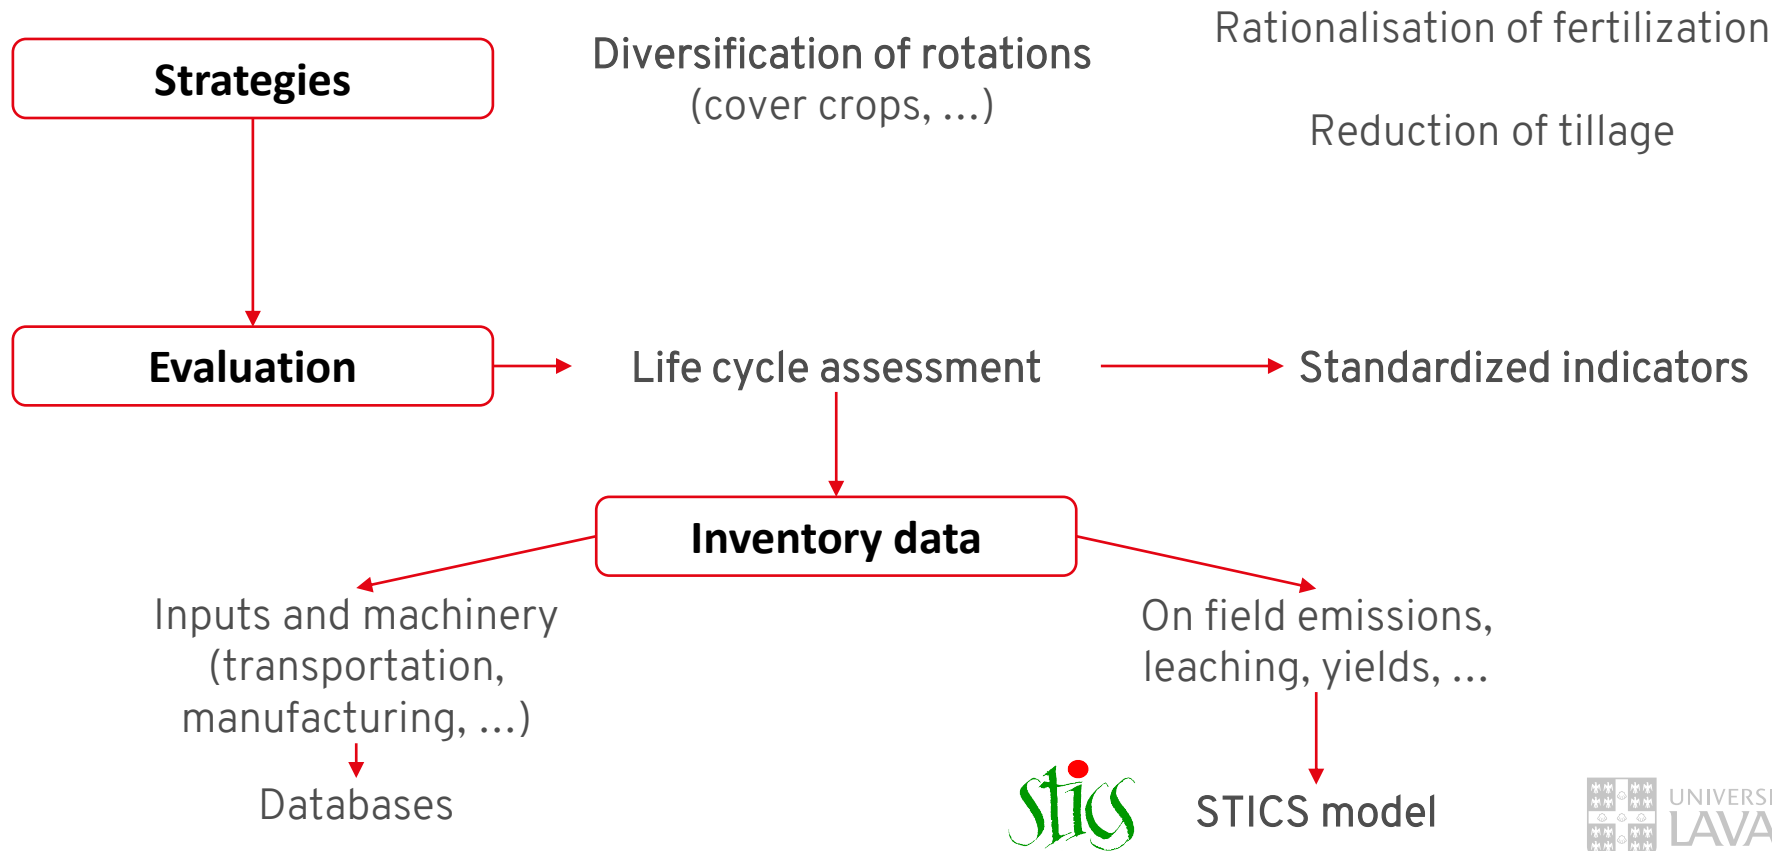 Strategies
Diversification of rotations
(cover crops, ...)
Rationalisation of fertilization
Reduction of tillage
Evaluation
Life cycle assessment
Standardized indicators
Inventory data
Inputs and machinery
(transportation,
manufacturing, ...)
Databases
On field emissions,
leaching, yields, ...
stics
STICS model
UNIVERSI
LAVA